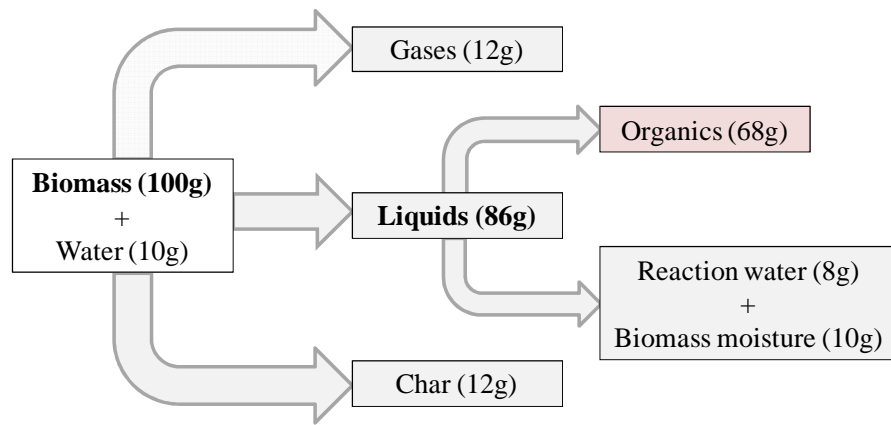 Gases (12g)
Organics (68g)
Biomass (100g)
+
Water (10g)
Liquids (86g)
Reaction water (8g)
+
Biomass moisture (10g)
Char (12g)